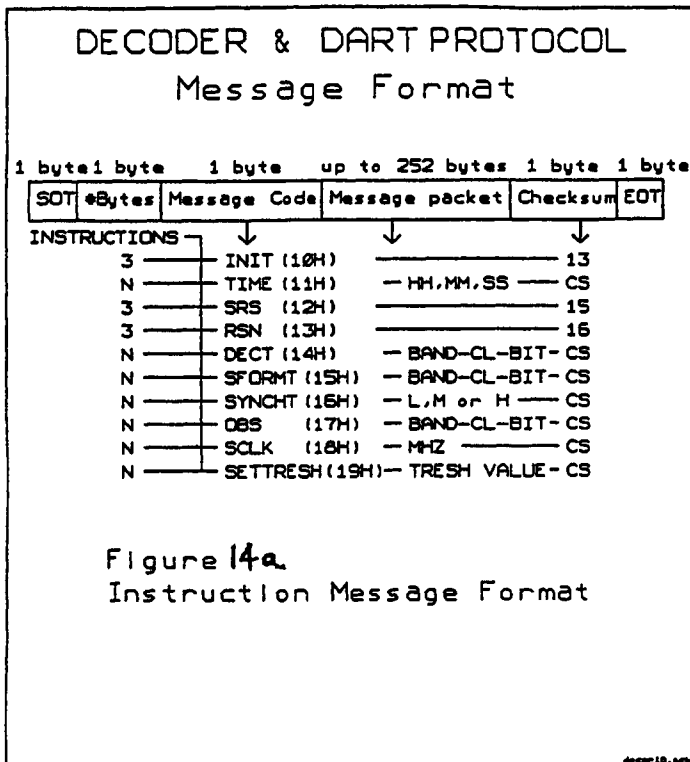 DECODER & DART PROTOCOL
Message Format
1 byte 1 byte 1 byte up to 252 bytes 1 byte 1 byte
SOT #Bytes Message Code Message packet Checksum EOT
INSTRUCTIONS
3 INIT (10H) 13
N TIME (11H) HH,MM,SS CS
3 SRS (12H) 15
3 RSN (13H) 16
N DECT (14H) BAND-CL-BIT- CS
N SFORMT (15H) BAND-CL-BIT- CS
N SYNCHT (16H) L,M or H CS
N OBS (17H) BAND-CL-BIT- CS
N SCLK (18H) MHZ CS
N SETTRESH (19H) TRESH VALUE- CS
Figure 14a
Instruction Message Format